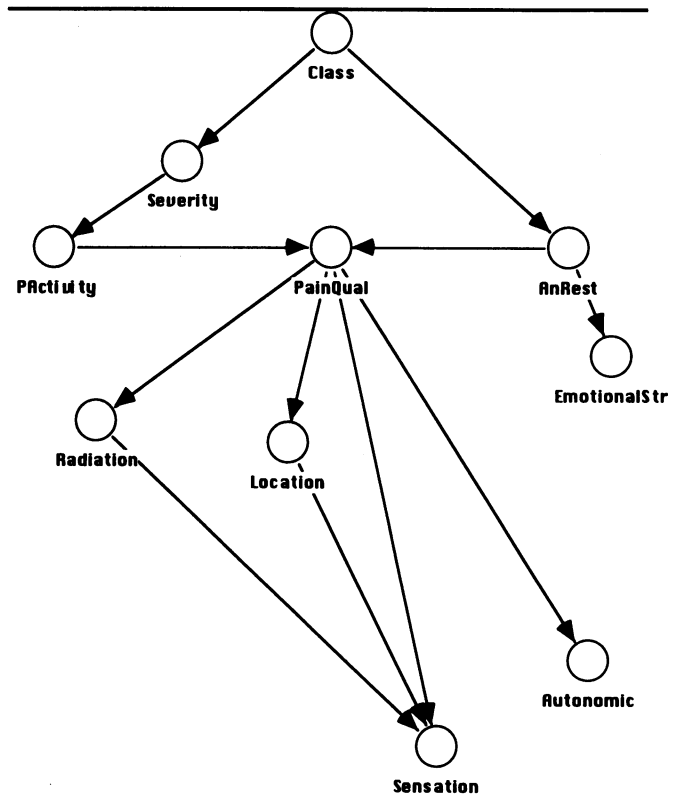 Class
Severity
PActivity
PainQual
AnRest
EmotionalStr
Radiation
Location
Autonomic
Sensation